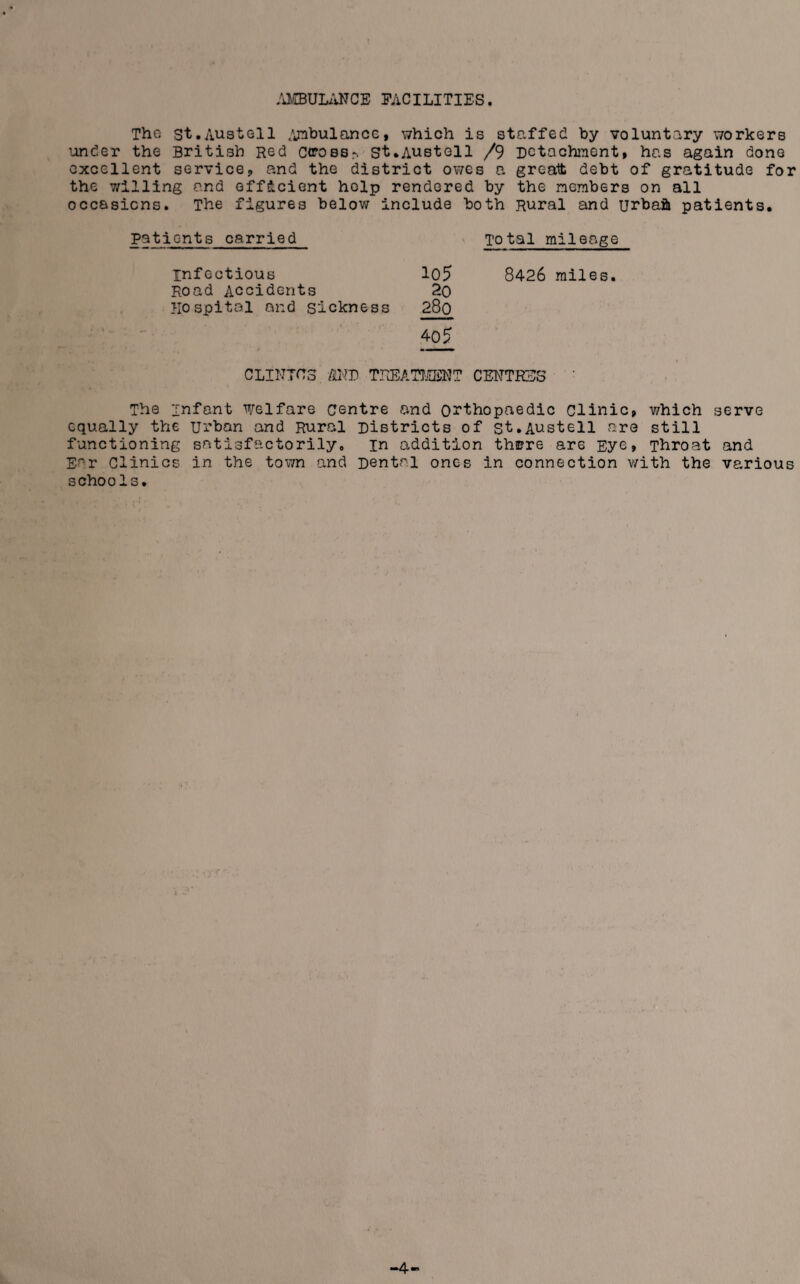 AMBULANCE FACILITIES.
The St.Austell Ambulance, which is staffed by voluntary workers
under the British Red Cross, St.Austell /9 Detachment, has again done
excellent service, and the district owes a great debt of gratitude for
the willing and efficient help rendered by the members on all
occasions. The figures below include both Rural and Urban patients.
Patients carried Total mileage
Infectious 105 8426 miles.
Road Accidents 20
Hospital and Sickness 280
405
CLINICS AND TREATMENT CENTRES
The Infant Welfare Centre and Orthopaedic Clinic, which serve
equally the Urban and Rural Districts of St.Austell are still
functioning satisfactorily. In addition there are Eye, Throat and
Ear Clinics in the town and Dental ones in connection with the various
schools.
-4-